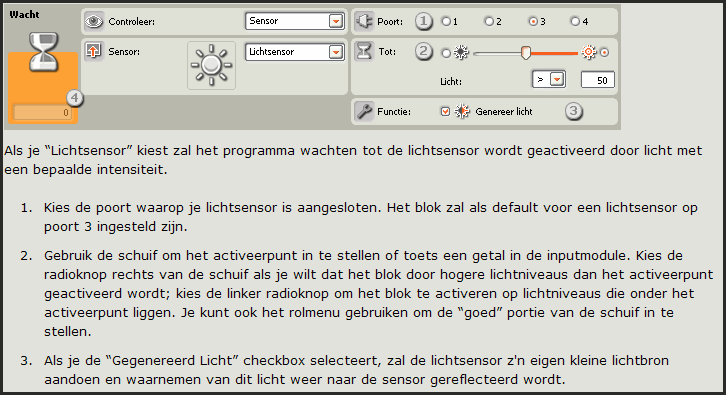 Wacht
Controleer: Sensor Poort: 1 1 2 3 4
Sensor: Lichtsensor Tot: 2
Licht: > 50
4 0 Functie: Genereer licht 3
Als je “Lichtsensor” kiest zal het programma wachten tot de lichtsensor wordt geactiveerd door licht met
een bepaalde intensiteit.
1. Kies de poort waarop je lichtsensor is aangesloten. Het blok zal als default voor een lichtsensor op
poort 3 ingesteld zijn.
2. Gebruik de schuif om het activeerpunt in te stellen of toets een getal in de inputmodule. Kies de
radioknop rechts van de schuif als je wilt dat het blok door hogere lichtniveaus dan het activeerpunt
geactiveerd wordt; kies de linker radioknop om het blok te activeren op lichtniveaus die onder het
activeerpunt liggen. Je kunt ook het rolmenu gebruiken om de “goed” portie van de schuif in te
stellen.
3. Als je de “Gegenereerd Licht” checkbox selecteert, zal de lichtsensor z'n eigen kleine lichtbron
aandoen en waarnemen van dit licht weer naar de sensor gereflecteerd wordt.